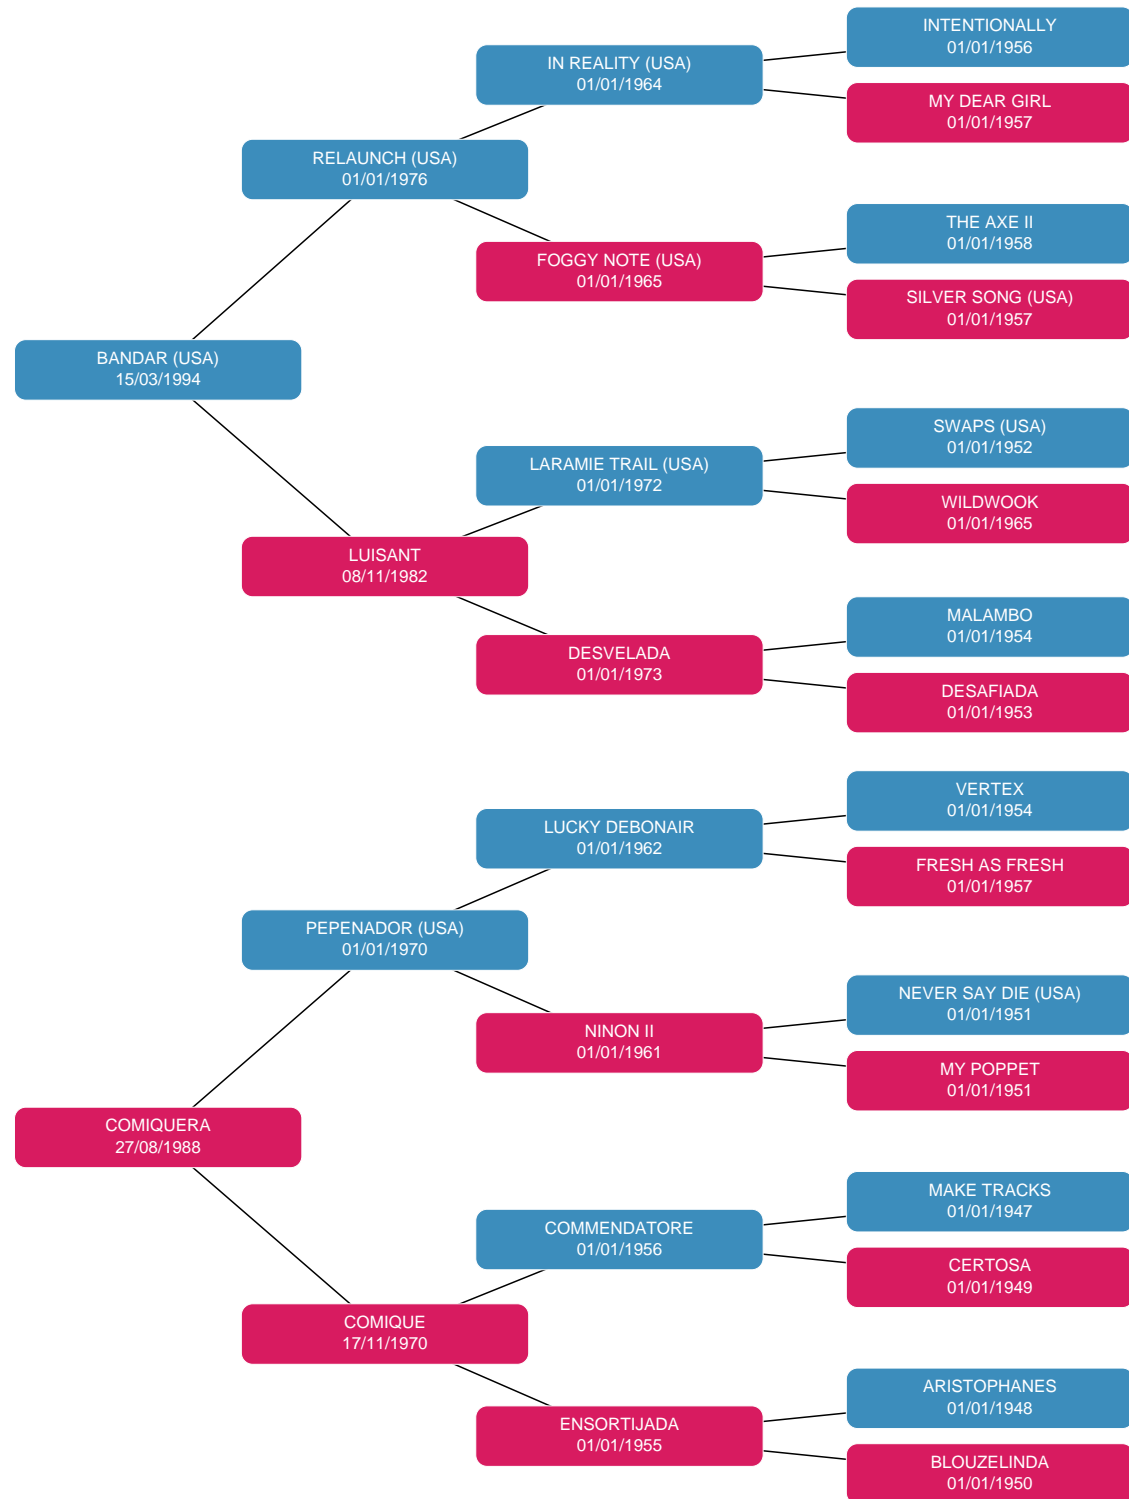 INTENTIONALLY
01/01/1956
IN REALITY (USA)
01/01/1964
MY DEAR GIRL
01/01/1957
RELAUNCH (USA)
01/01/1976
THE AXE II
01/01/1958
FOGGY NOTE (USA)
01/01/1965
SILVER SONG (USA)
01/01/1957
BANDAR (USA)
15/03/1994
SWAPS (USA)
01/01/1952
LARAMIE TRAIL (USA)
01/01/1972
WILDWOOK
01/01/1965
LUISANT
08/11/1982
MALAMBO
01/01/1954
DESVELADA
01/01/1973
DESAFIADA
01/01/1953
VERTEX
01/01/1954
LUCKY DEBONAIR
01/01/1962
FRESH AS FRESH
01/01/1957
PEPENADOR (USA)
01/01/1970
NEVER SAY DIE (USA)
01/01/1951
NINON II
01/01/1961
MY POPPET
01/01/1951
COMIQUERA
27/08/1988
MAKE TRACKS
01/01/1947
COMMENDATORE
01/01/1956
CERTOSA
01/01/1949
COMIQUE
17/11/1970
ARISTOPHANES
01/01/1948
ENSORTIJADA
01/01/1955
BLOUZELINDA
01/01/1950